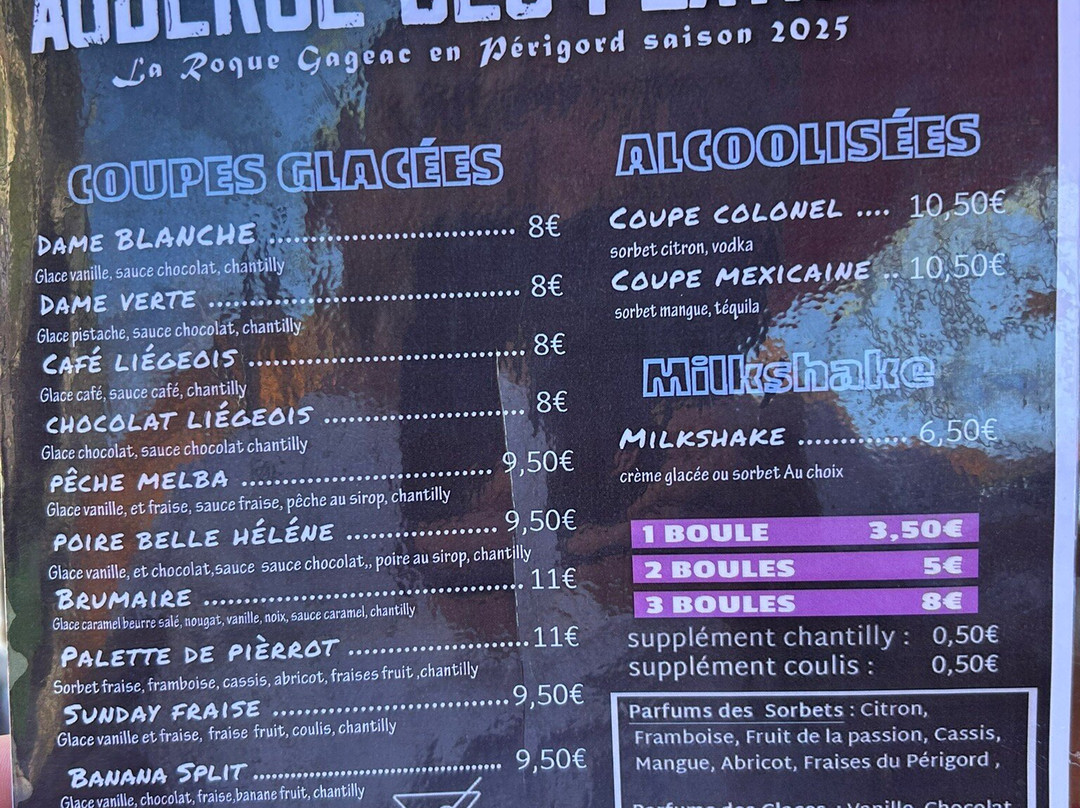 AUBERGE DES
La Roque Gageac en Périgord saison 2025
COUPES GLACÉES
DAME BLANCHE ........ 8€
Glace vanille, sauce chocolat, chantilly
DAME VERTE ........ 8€
Glace pistache, sauce chocolat, chantilly
CAFÉ LIÉGEOIS ........ 8€
Glace café, sauce café, chantilly
CHOCOLAT LIÉGEOIS ........ 8€
Glace chocolat, sauce chocolat chantilly
PÊCHE MELBA ........ 9,50€
Glace vanille, et fraise, sauce fraise, pêche au sirop, chantilly
POIRE BELLE HÉLÉNE ........ 9,50€
Glace vanille, et chocolat,sauce sauce chocolat,, poire au sirop, chantilly
BRUMAIRE ........ 11€
Glace caramel beurre salé, nougat, vanille, noix, sauce caramel, chantilly
PALETTE DE PIÈRROT ........ 11€
Sorbet fraise, framboise, cassis, abricot, fraises fruit ,chantilly
SUNDAY FRAISE ........ 9,50€
Glace vanille et fraise, fraise fruit, coulis, chantilly
BANANA SPLIT ........ 9,50€
Glace vanille, chocolat, fraise,banane fruit, chantilly
ALCOOLISÉES
COUPE COLONEL .... 10,50€
sorbet citron, vodka
COUPE MEXICAINE .. 10,50€
sorbet mangue, téquila
Milkshake
MILKSHAKE ........ 6,50€
crème glacée ou sorbet Au choix
1 BOULE 3,50€
2 BOULES 5€
3 BOULES 8€
supplément chantilly : 0,50€
supplément coulis : 0,50€
Parfums des Sorbets : Citron,
Framboise, Fruit de la passion, Cassis,
Mangue, Abricot, Fraises du Périgord ,
Parfums des Glaces : Vanille, Chocolat